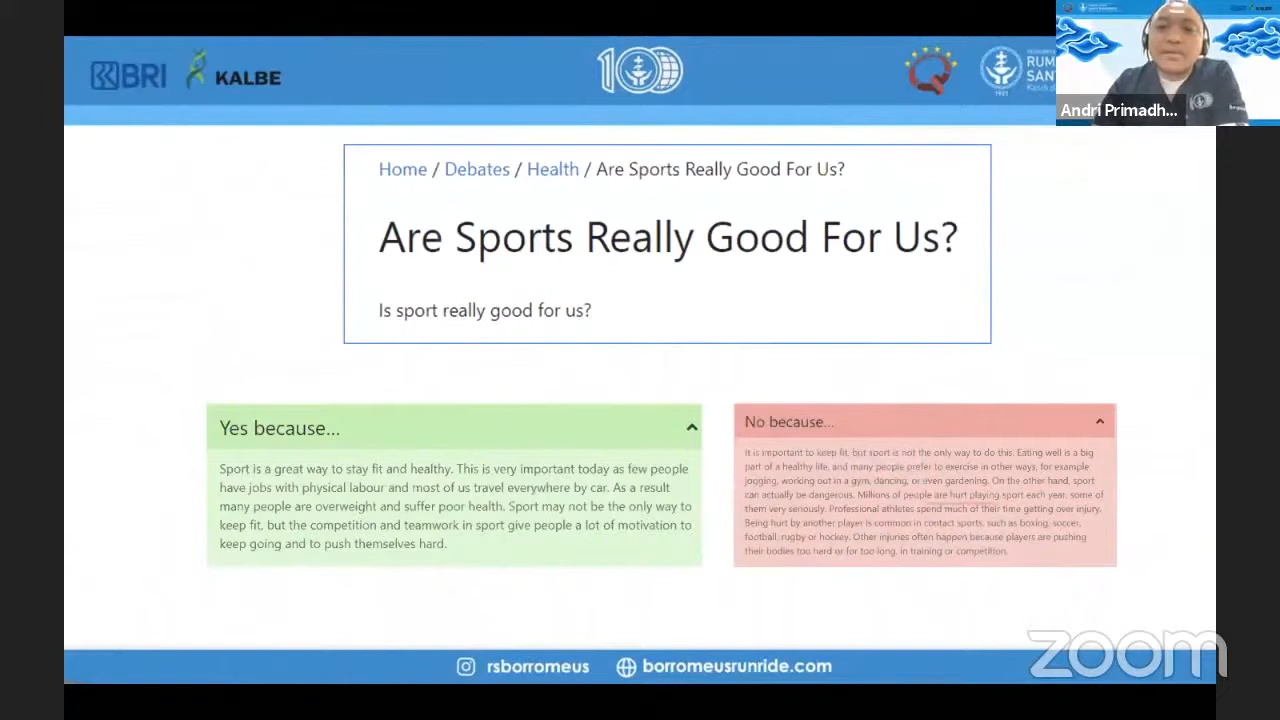 BRI
KALBE
100
Q
RUM
SANT
1921
Andri Primadh...
Home / Debates / Health / Are Sports Really Good For Us?
Are Sports Really Good For Us?
Is sport really good for us?
Yes because...
Sport is a great way to stay fit and healthy. This is very important today as few people
have jobs with physical labour and most of us travel everywhere by car. As a result
many people are overweight and suffer poor health. Sport may not be the only way to
keep fit, but the competition and teamwork in sport give people a lot of motivation to
keep going and to push themselves hard.
No because...
It is important to keep fit, but sport is not the only way to do this. Eating well is a big
part of a healthy life, and many people prefer to exercise in other ways, for example
jogging, working out in a gym, dancing, or even gardening. On the other hand, sport
can actually be dangerous. Millions of people are hurt playing sport each year, some of
them very seriously. Professional athletes spend much of their time getting over injury.
Being hurt by another player is common in contact sports, such as boxing, soccer,
football, rugby or hockey. Other injuries often happen because players are pushing
their bodies too hard or for too long, in training or competition.
zoom
rsborromeus
borromeusrunride.com